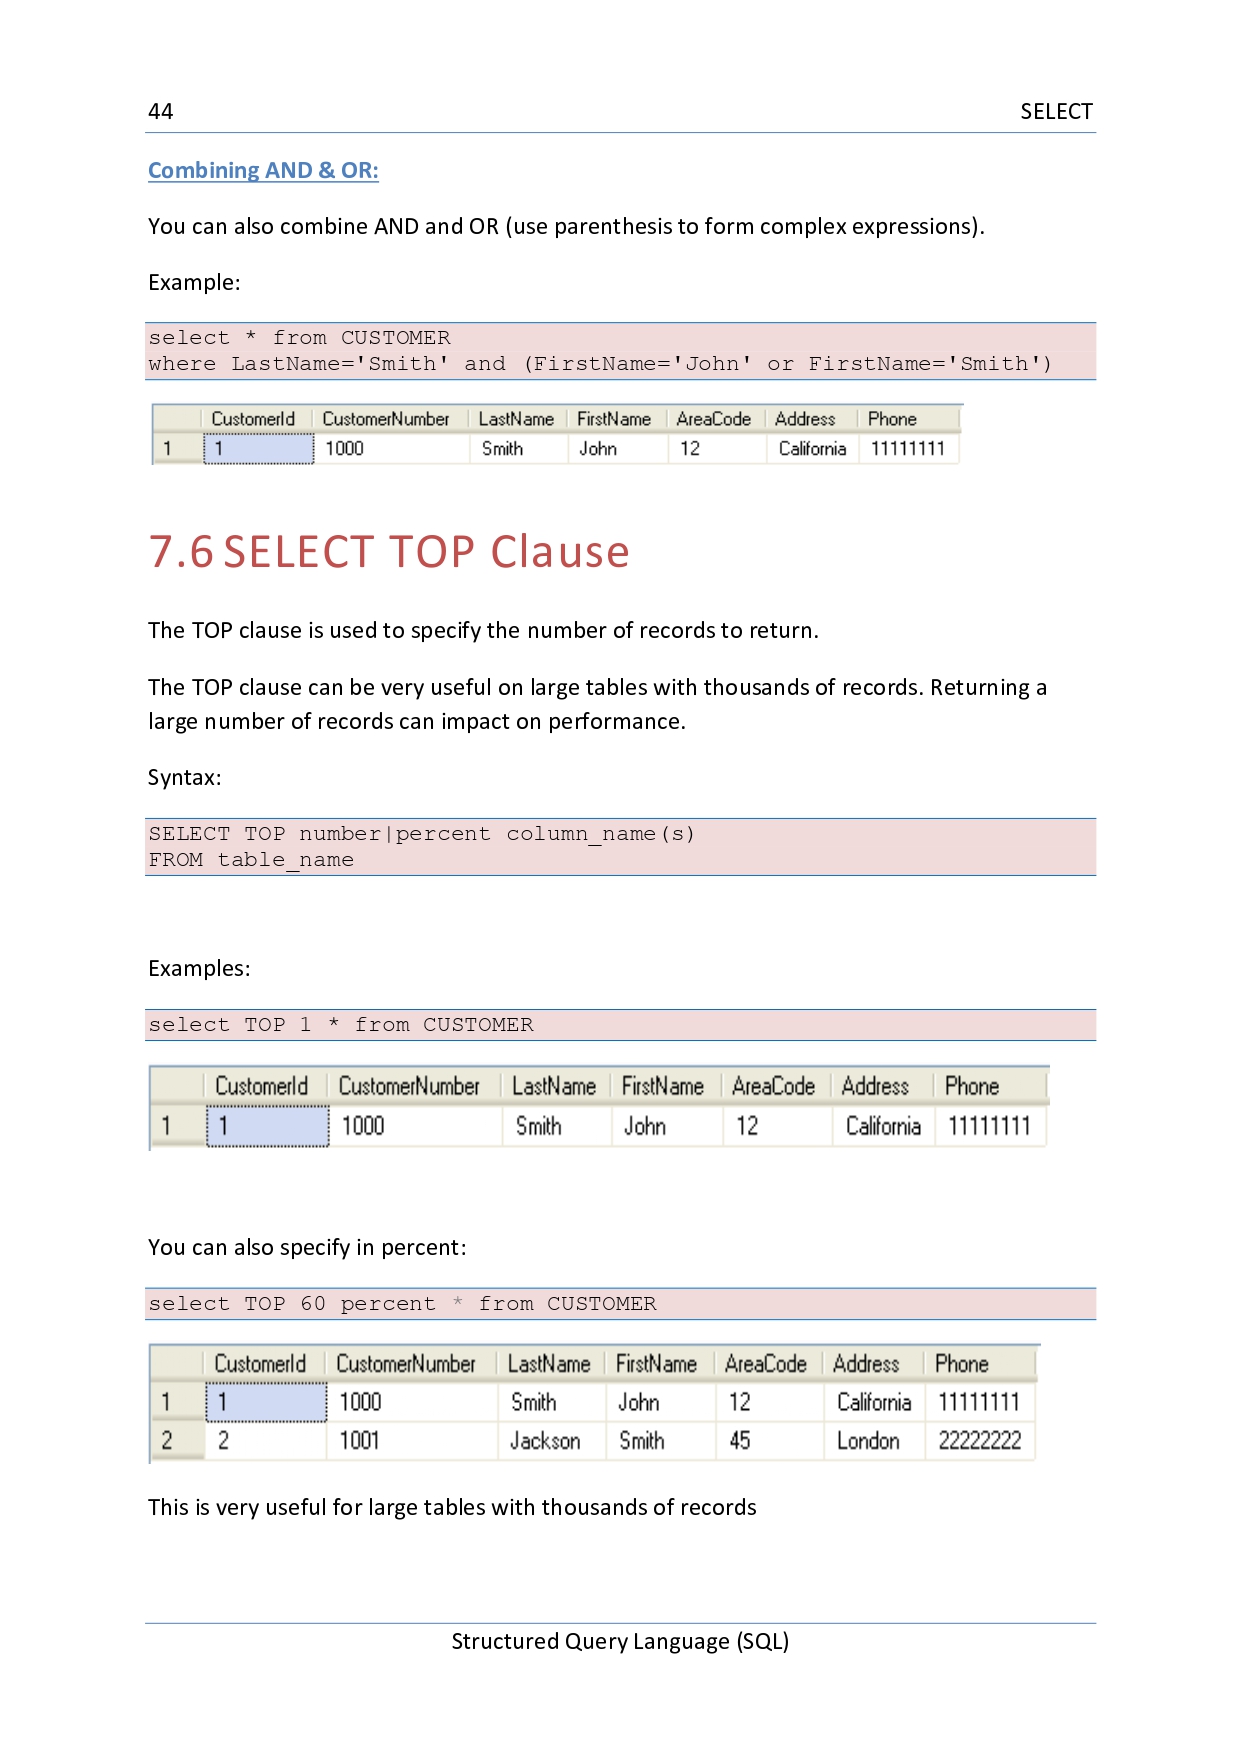 44 SELECT
Combining AND & OR:
You can also combine AND and OR (use parenthesis to form complex expressions).
Example:
select * from CUSTOMER
where LastName='Smith' and (FirstName='John' or FirstName='Smith')
CustomerId CustomerNumber LastName FirstName AreaCode Address Phone
1 1 1000 Smith John 12 California 11111111
7.6 SELECT TOP Clause
The TOP clause is used to specify the number of records to return.
The TOP clause can be very useful on large tables with thousands of records. Returning a
large number of records can impact on performance.
Syntax:
SELECT TOP number|percent column_name(s)
FROM table_name
Examples:
select TOP 1 * from CUSTOMER
CustomerId CustomerNumber LastName FirstName AreaCode Address Phone
1 1 1000 Smith John 12 California 11111111
You can also specify in percent:
select TOP 60 percent * from CUSTOMER
CustomerId CustomerNumber LastName FirstName AreaCode Address Phone
1 1 1000 Smith John 12 California 11111111
2 2 1001 Jackson Smith 45 London 22222222
This is very useful for large tables with thousands of records
Structured Query Language (SQL)